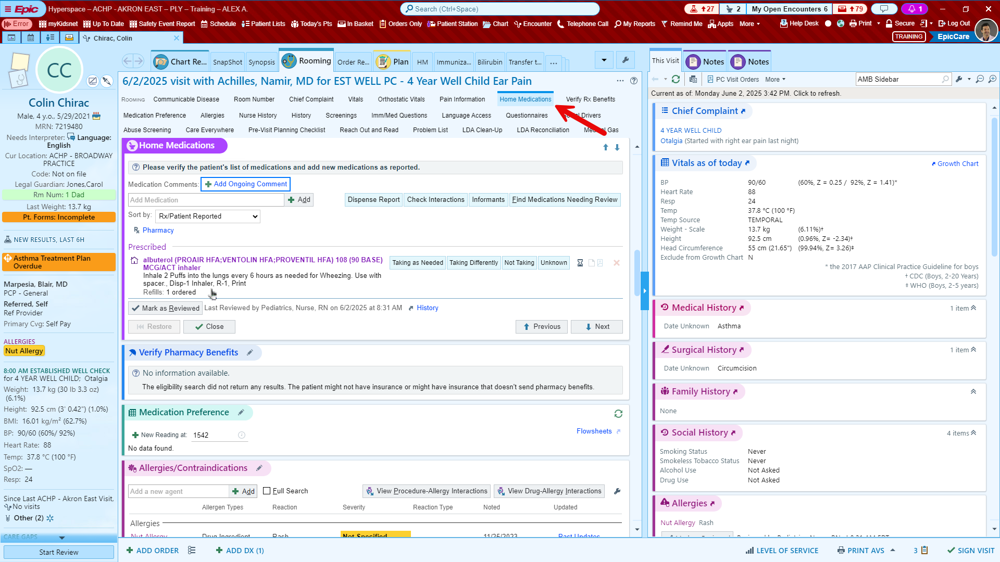 Epic Hyperspace – ACHP - AKRON EAST – PLY – Training – ALEX A.
Search (Ctrl+Space)
27 2 My Open Encounters 6 79 1
Error myKidsnet Up To Date Safety Event Report Schedule Patient Lists Today's Pts In Basket Orders Only Patient Station Chart Encounter Telephone Call My Reports Remind Me Appts More Help Desk Print Secure Log Out
Chirac, Colin
TRAINING EpicCare
CC
Colin Chirac
Male, 4 y.o., 5/29/2021
MRN: 7219480
Needs Interpreter: Language:
English
Cur Location: ACHP - BROADWAY
PRACTICE
Code: Not on file
Legal Guardian: Jones,Carol
Rm Num: 1 Dad
Last Weight: 13.7 kg
Pt. Forms: Incomplete
NEW RESULTS, LAST 6H
Asthma Treatment Plan
Overdue
Marpesia, Blair, MD
PCP - General
Referred, Self
Ref Provider
Primary Cvg: Self Pay
ALLERGIES
Nut Allergy
8:00 AM ESTABLISHED WELL CHECK
for 4 YEAR WELL CHILD; Otalgia
Weight: 13.7 kg (30 lb 3.3 oz)
(6.1%)
Height: 92.5 cm (3' 0.42") (1.0%)
BMI: 16.01 kg/m² (62.7%)
BP: 90/60 (60%/ 92%)
Heart Rate: 88
Temp: 37.8 °C (100 °F)
SpO2: —
Resp: 24
Since Last ACHP - Akron East Visit,
No visits
Other (2)
CARE GAPS
Start Review
Chart Re... SnapShot Synopsis Rooming Order Re... Plan HM Immuniza... Bilirubin Transfer t... ...
6/2/2025 visit with Achilles, Namir, MD for EST WELL PC - 4 Year Well Child Ear Pain
ROOMING Communicable Disease Room Number Chief Complaint Vitals Orthostatic Vitals Pain Information Home Medications Verify Rx Benefits
Medication Preference Allergies Nurse History History Screenings Imm/Med Questions Language Access Questionnaires Drivers
Abuse Screening Care Everywhere Pre-Visit Planning Checklist Reach Out and Read Problem List LDA Clean-Up LDA Reconciliation Gas
Home Medications
Please verify the patient's list of medications and add new medications as reported.
Medication Comments: Add Ongoing Comment
Add Medication Add Dispense Report Check Interactions Informants Find Medications Needing Review
Sort by: Rx/Patient Reported
Pharmacy
Prescribed
albuterol (PROAIR HFA;VENTOLIN HFA;PROVENTIL HFA) 108 (90 BASE)
MCG/ACT inhaler
Taking as Needed Taking Differently Not Taking Unknown
Inhale 2 Puffs into the lungs every 6 hours as needed for Wheezing. Use with
spacer., Disp-1 Inhaler, R-1, Print
Refills: 1 ordered
Mark as Reviewed Last Reviewed by Pediatrics, Nurse, RN on 6/2/2025 at 8:31 AM History
Restore Close Previous Next
Verify Pharmacy Benefits
No information available.
The eligibility search did not return any results. The patient might not have insurance or might have insurance that doesn't send pharmacy benefits.
Medication Preference
New Reading at: 1542
Flowsheets
No data found.
Allergies/Contraindications
Add a new agent Add Full Search View Procedure-Allergy Interactions View Drug-Allergy Interactions
Allergen Types Reaction Severity Reaction Type Noted Updated
Allergies
Nut Allergy Drug Ingredient Rash Not Specified 11/25/2023 Past Updates
ADD ORDER ADD DX (1)
This Visit Notes Notes
PC Visit Orders More AMB Sidebar
Current as of: Monday June 2, 2025 3:42 PM. Click to refresh.
Chief Complaint
4 YEAR WELL CHILD
Otalgia (Started with right ear pain last night)
Vitals as of today Growth Chart
BP 90/60 (60%, Z = 0.25 / 92%, Z = 1.41)*
Heart Rate 88
Resp 24
Temp 37.8 °C (100 °F)
Temp Source TEMPORAL
Weight - Scale 13.7 kg (6.11%)†
Height 92.5 cm (0.96%, Z= -2.34)†
Head Circumference 55 cm (21.65") (99.94%, Z= 3.26)‡
Exclude from Growth Chart N
* the 2017 AAP Clinical Practice Guideline for boys
† CDC (Boys, 2-20 Years)
‡ WHO (Boys, 2-5 years)
Medical History 1 item
Date Unknown Asthma
Surgical History 1 item
Date Unknown Circumcision
Family History
None
Social History 4 items
Smoking Status Never
Smokeless Tobacco Status Never
Alcohol Use Not Asked
Drug Use Not Asked
Allergies
Nut Allergy Rash
LEVEL OF SERVICE PRINT AVS 3 SIGN VISIT